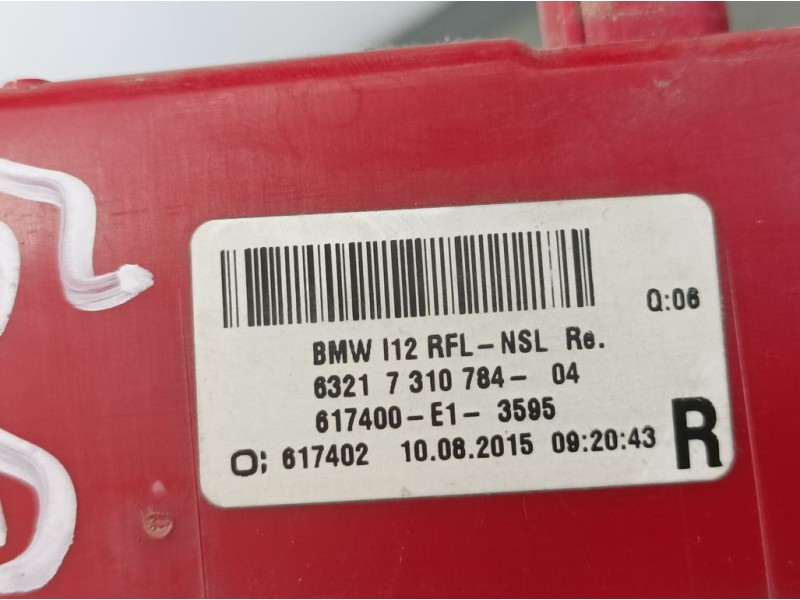 Q:06
BMW I12 RFL-NSL Re.
6321 7 310 784- 04
617400-E1- 3595
O; 617402 10.08.2015 09:20:43 R